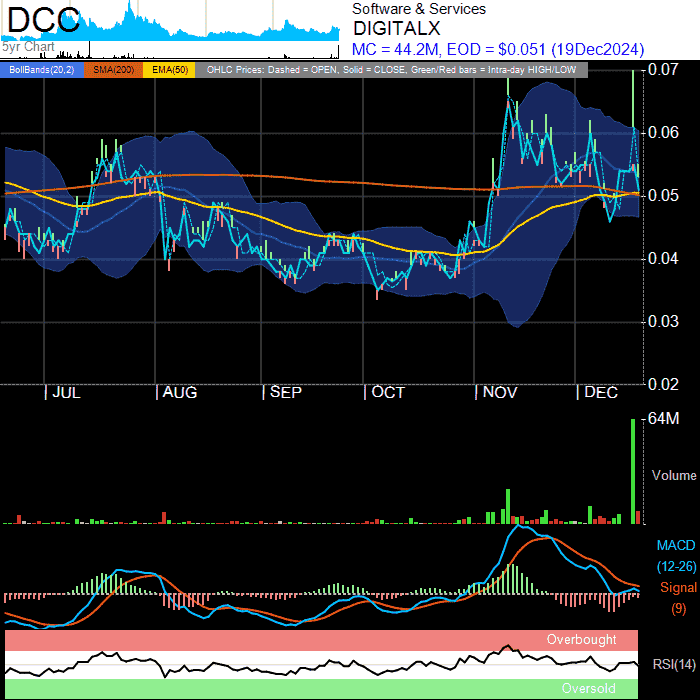 DCC
5yr Chart
Software & Services
DIGITALX
MC = 44.2M, EOD = $0.051 (19Dec2024)
BollBands(20,2) SMA(200) EMA(50) OHLC Prices: Dashed = OPEN, Solid = CLOSE, Green/Red bars = Intra-day HIGH/LOW
0.07
0.06
0.05
0.04
0.03
0.02
| JUL | AUG | SEP | OCT | NOV | DEC
64M
Volume
MACD
(12-26)
Signal
(9)
Overbought
RSI(14)
Oversold